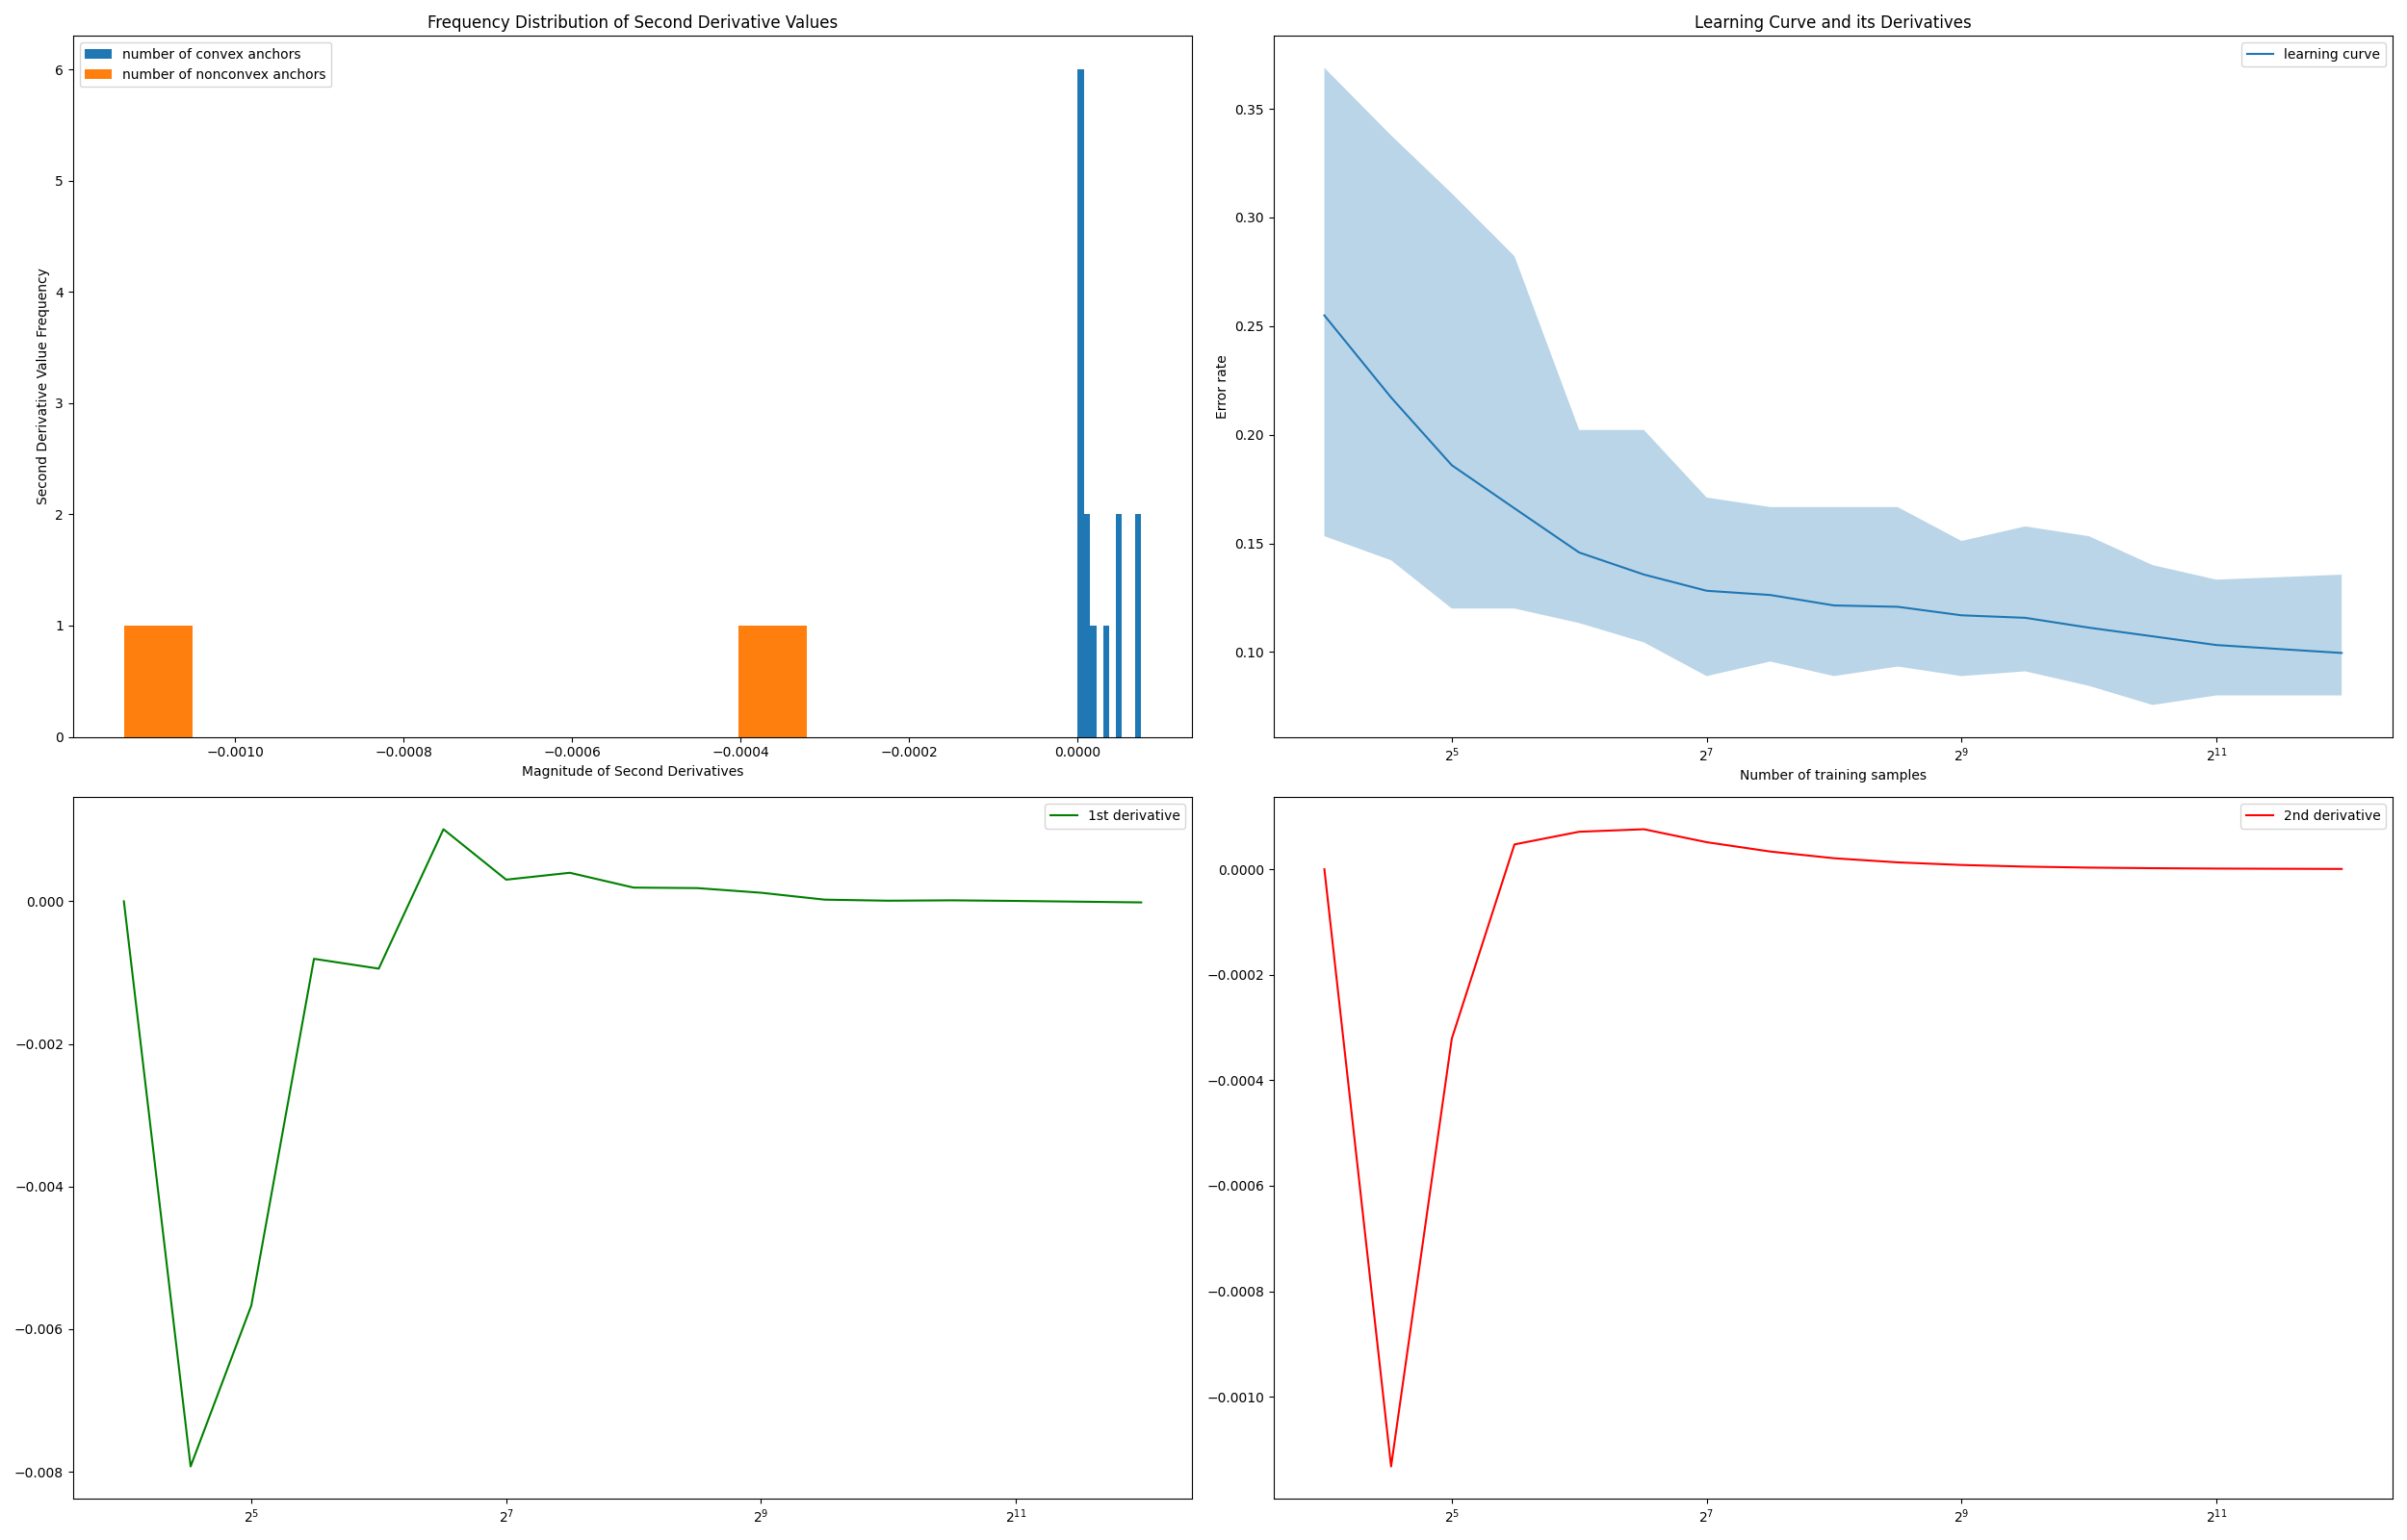 Frequency Distribution of Second Derivative Values
number of convex anchors
number of nonconvex anchors
Second Derivative Value Frequency
6
5
4
3
2
1
0
−0.0010 −0.0008 −0.0006 −0.0004 −0.0002 0.0000
Magnitude of Second Derivatives
Learning Curve and its Derivatives
learning curve
Error rate
0.35
0.30
0.25
0.20
0.15
0.10
2^5 2^7 2^9 2^11
Number of training samples
1st derivative
0.000
−0.002
−0.004
−0.006
−0.008
2^5 2^7 2^9 2^11
2nd derivative
0.0000
−0.0002
−0.0004
−0.0006
−0.0008
−0.0010
2^5 2^7 2^9 2^11